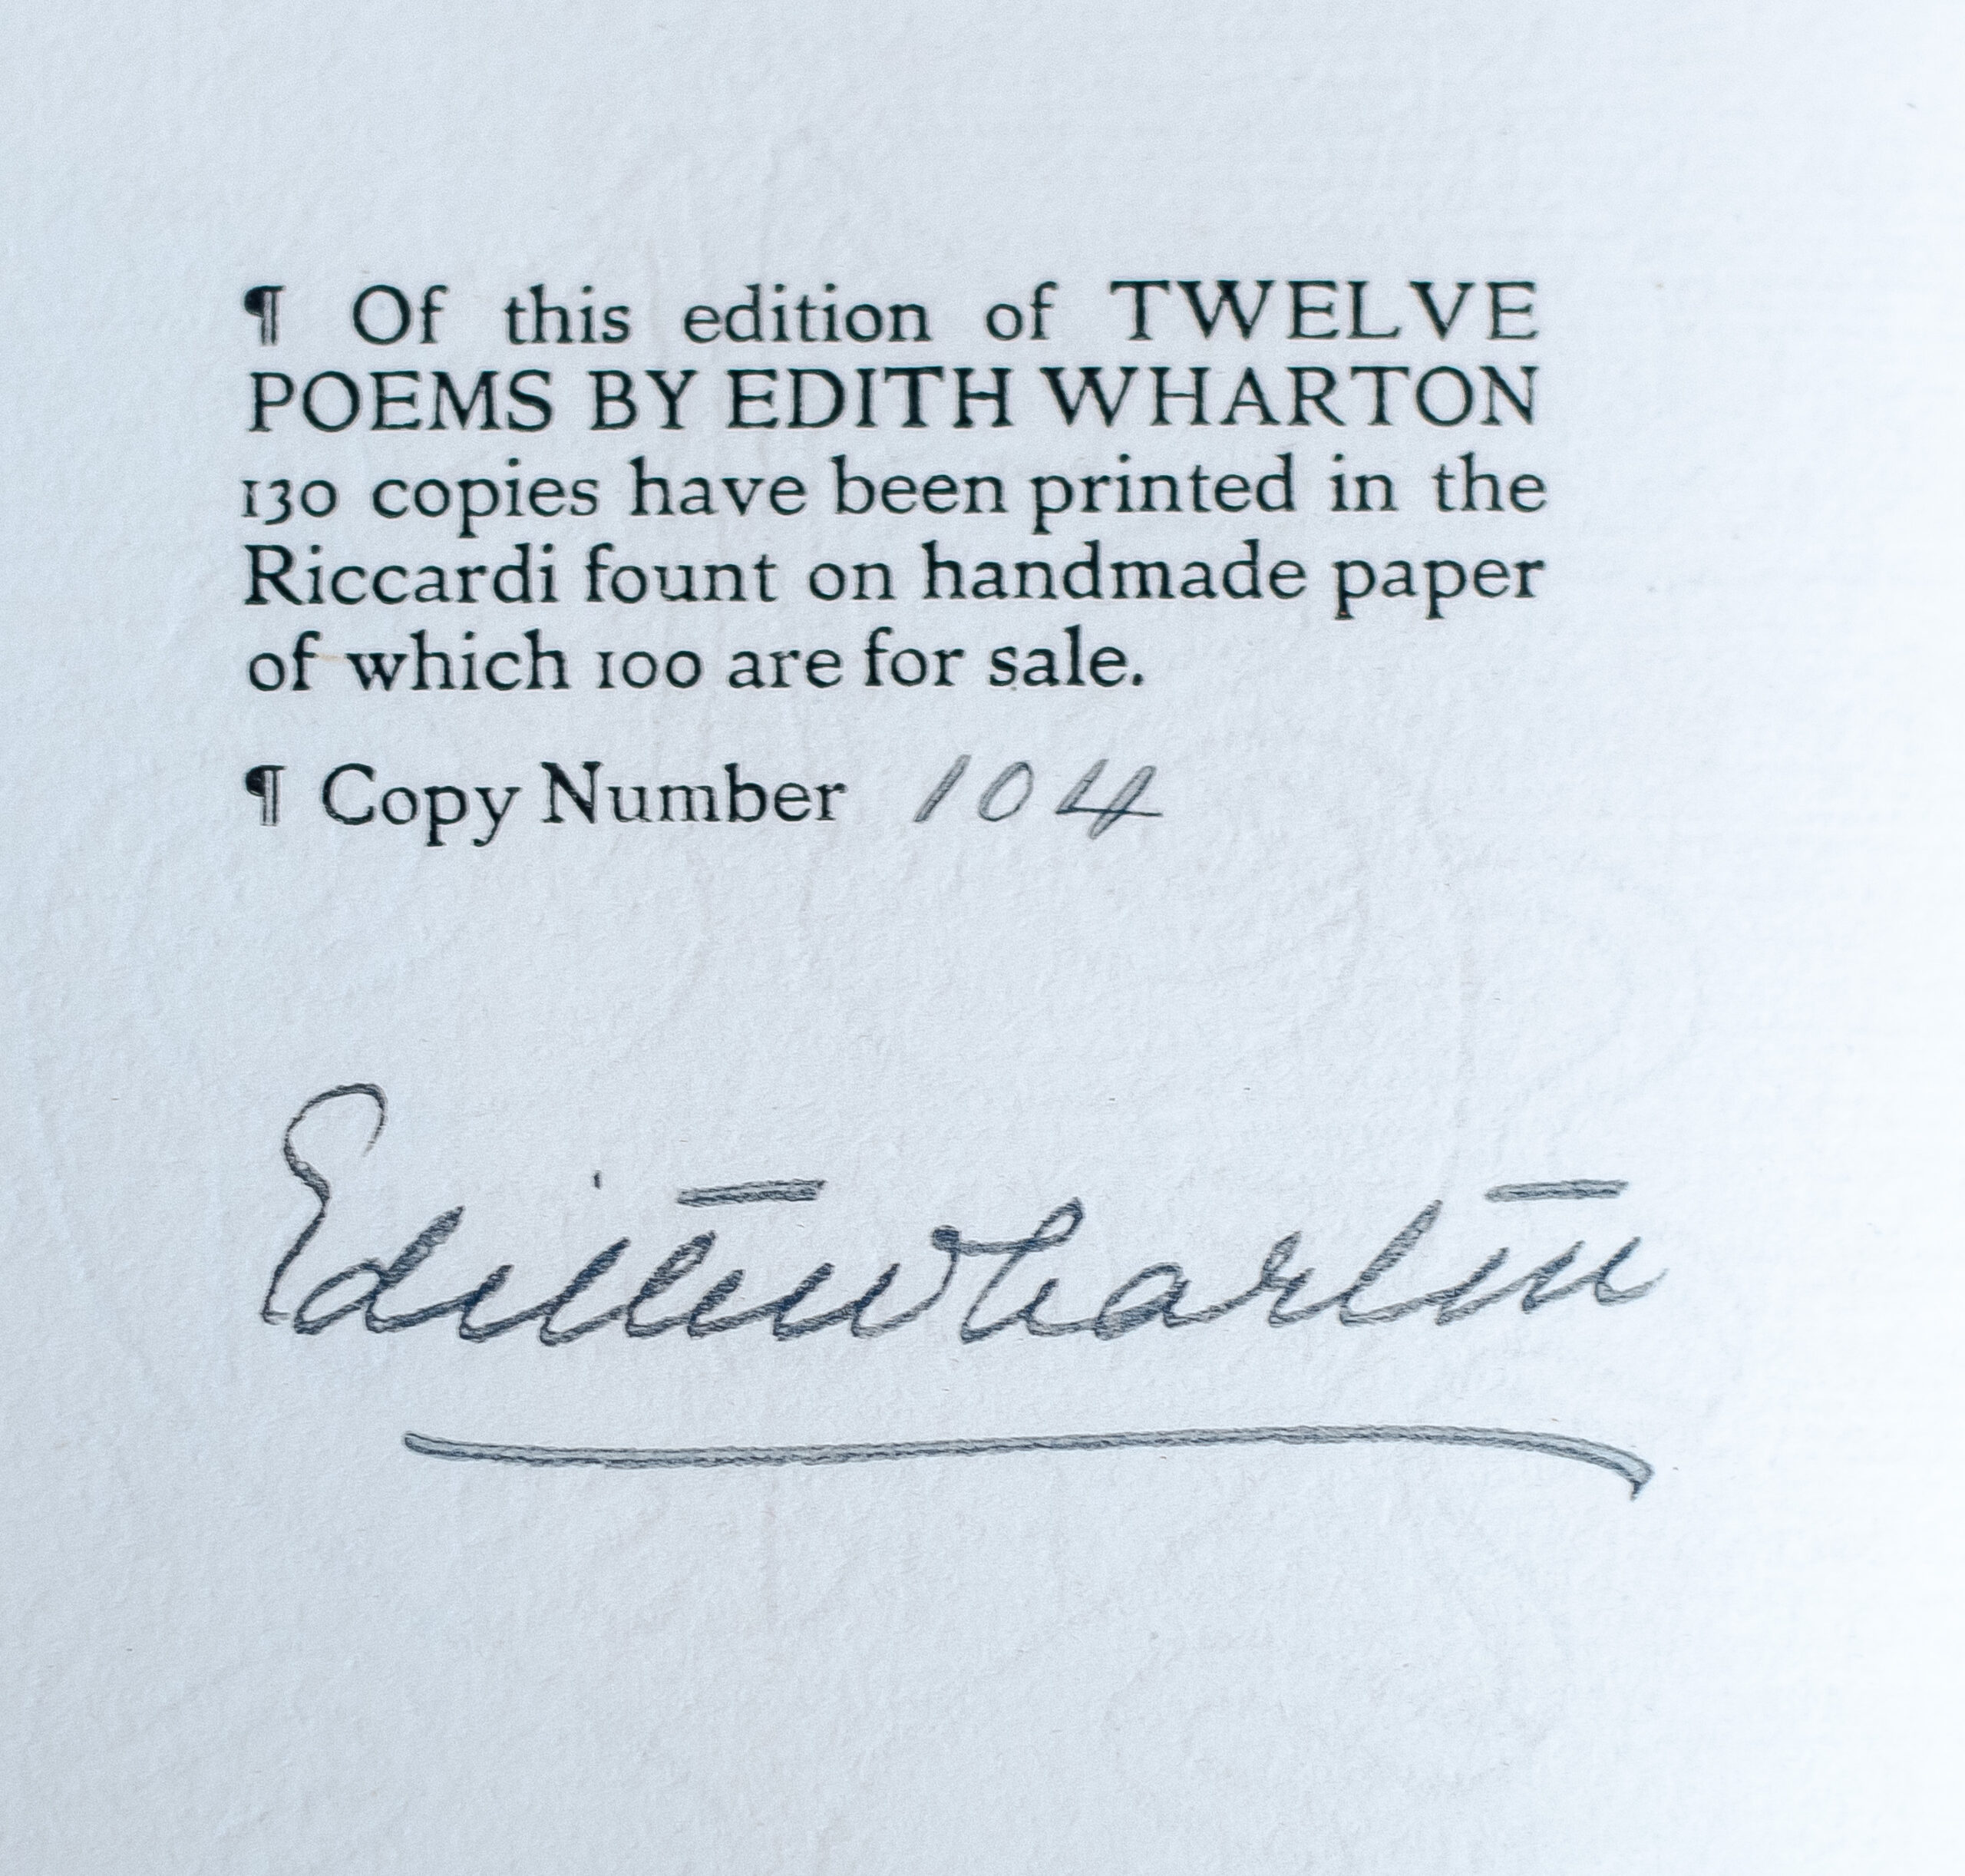 ¶ Of this edition of TWELVE
POEMS BY EDITH WHARTON
130 copies have been printed in the
Riccardi fount on handmade paper
of which 100 are for sale.
¶ Copy Number 104
Edith Wharton